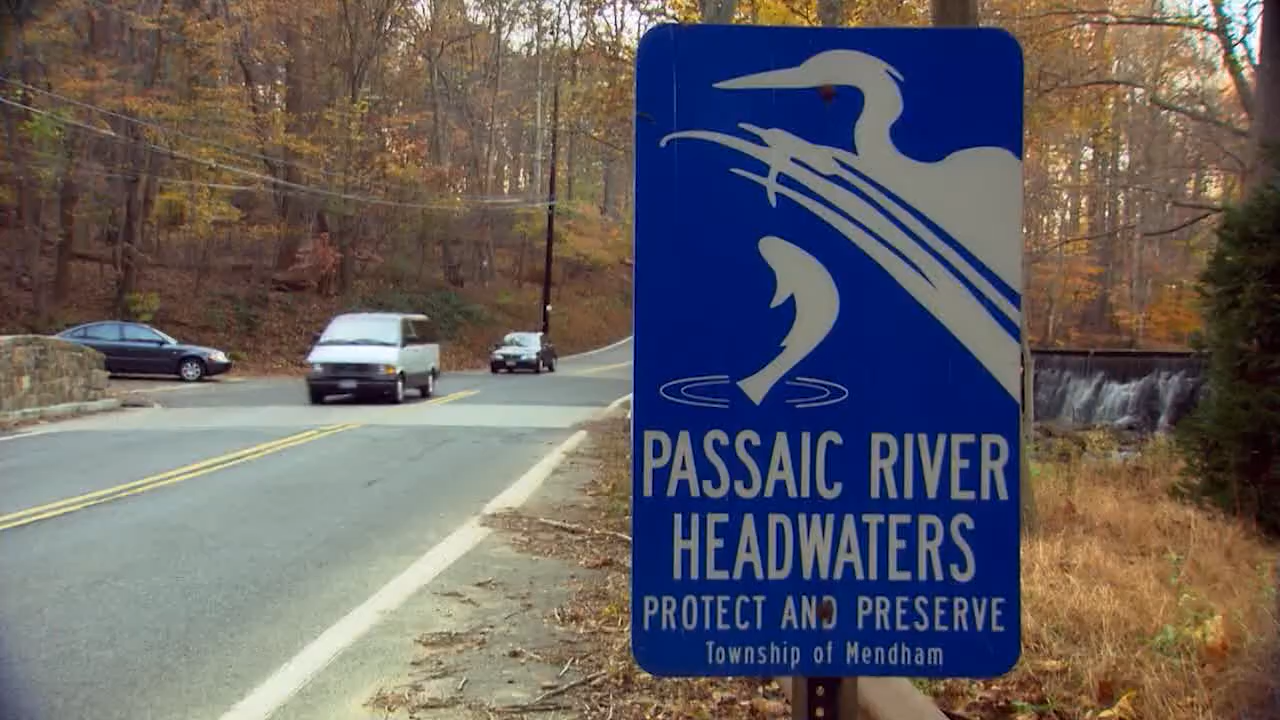 PASSAIC RIVER
HEADWATERS
PROTECT AND PRESERVE
Township of Mendham